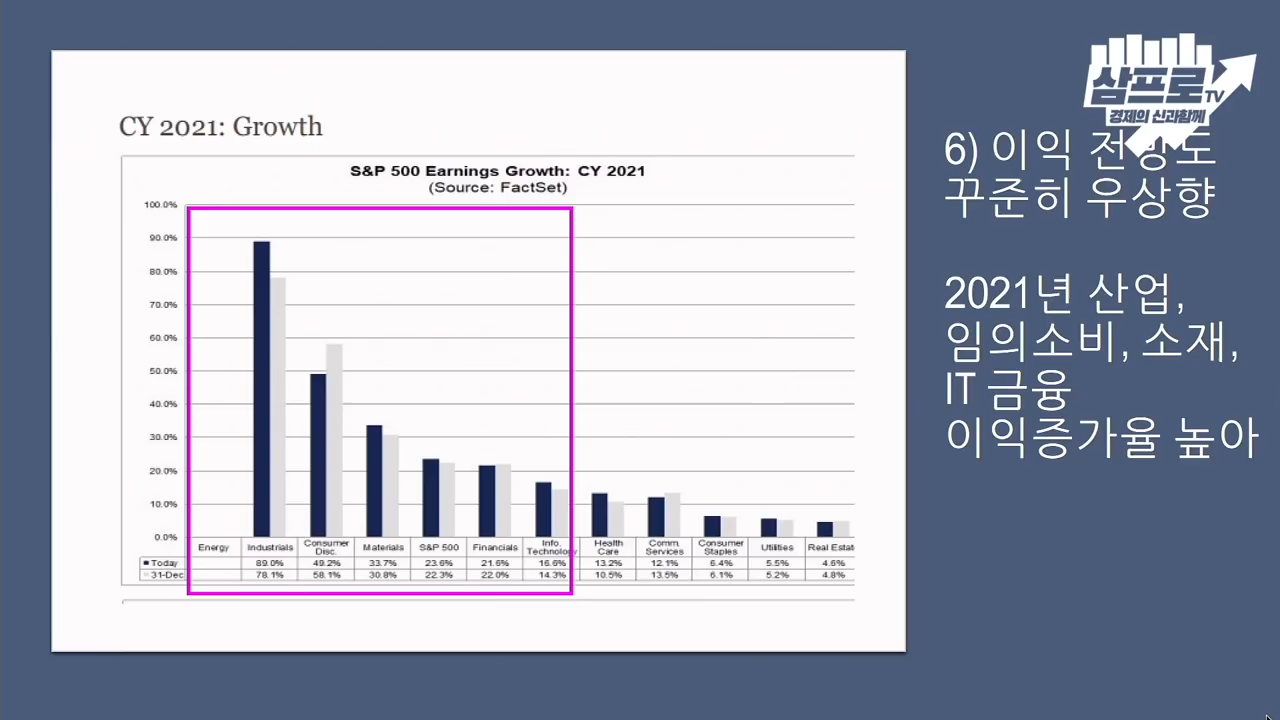 삼프로TV
경제의 신과함께
CY 2021: Growth
S&P 500 Earnings Growth: CY 2021
(Source: FactSet)
100.0%
90.0%
80.0%
70.0%
60.0%
50.0%
40.0%
30.0%
20.0%
10.0%
0.0%
Energy Industrials Consumer Disc. Materials S&P 500 Financials Info. Technology Health Care Comm. Services Consumer Staples Utilities Real Estat
Today 89.0% 49.2% 33.7% 23.6% 21.6% 16.6% 13.2% 12.1% 6.4% 5.5% 4.6%
31-Dec 78.1% 58.1% 30.8% 22.3% 22.0% 14.3% 10.5% 13.5% 6.1% 5.2% 4.8%
6) 이익 전망도
꾸준히 우상향
2021년 산업,
임의소비, 소재,
IT 금융
이익증가율 높아